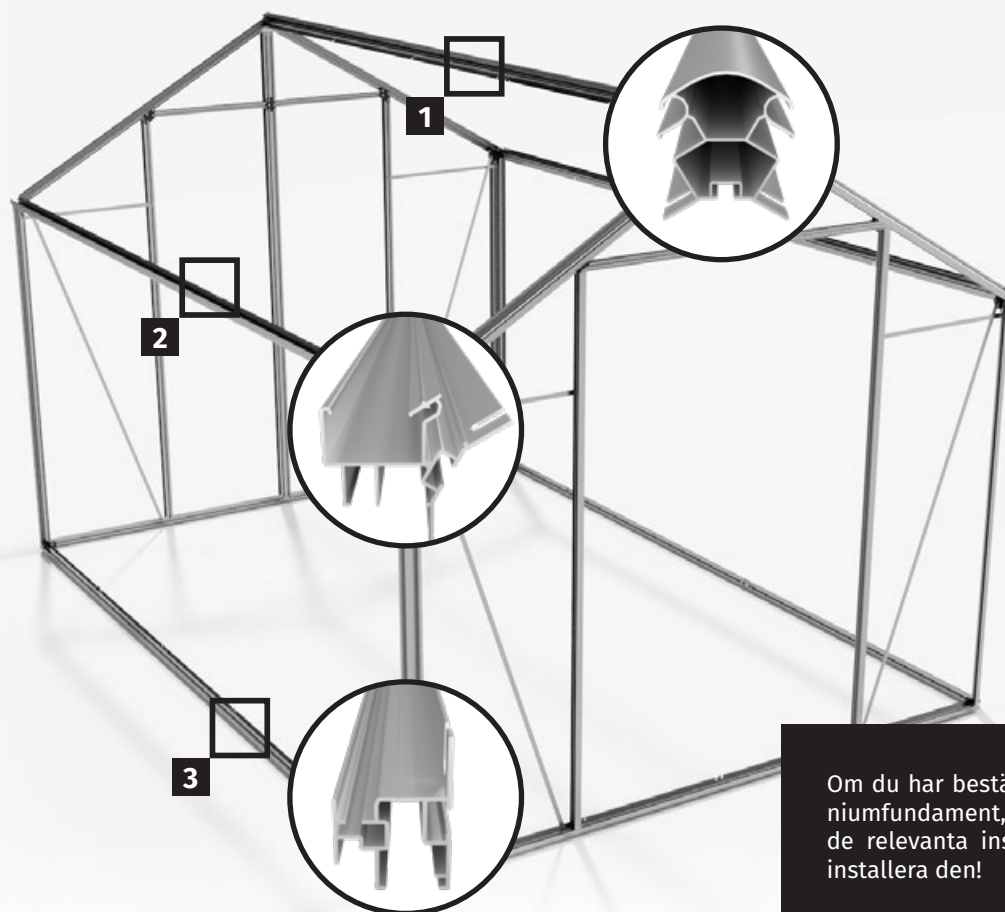 1
2
3
Om du har bestä
niumfundament,
de relevanta ins
installera den!